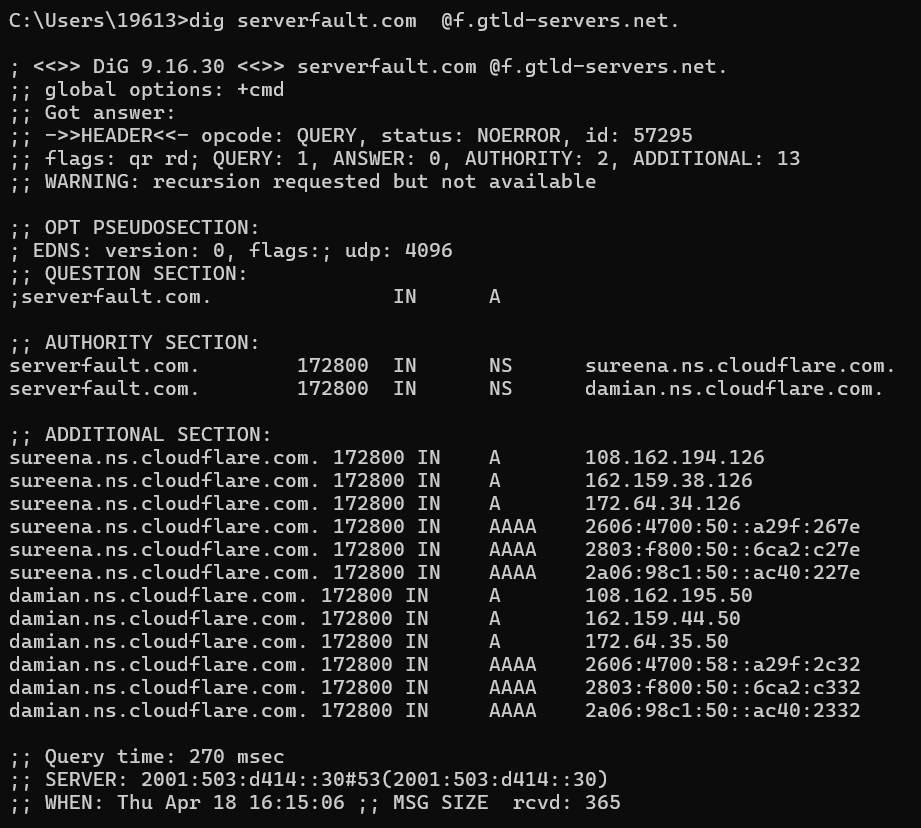 C:\Users\19613>dig serverfault.com  @f.gtld-servers.net.

; <<>> DiG 9.16.30 <<>> serverfault.com @f.gtld-servers.net.
;; global options: +cmd
;; Got answer:
;; ->>HEADER<<- opcode: QUERY, status: NOERROR, id: 57295
;; flags: qr rd; QUERY: 1, ANSWER: 0, AUTHORITY: 2, ADDITIONAL: 13
;; WARNING: recursion requested but not available

;; OPT PSEUDOSECTION:
; EDNS: version: 0, flags:; udp: 4096
;; QUESTION SECTION:
;serverfault.com.               IN      A

;; AUTHORITY SECTION:
serverfault.com.        172800  IN      NS      sureena.ns.cloudflare.com.
serverfault.com.        172800  IN      NS      damian.ns.cloudflare.com.

;; ADDITIONAL SECTION:
sureena.ns.cloudflare.com. 172800 IN    A       108.162.194.126
sureena.ns.cloudflare.com. 172800 IN    A       162.159.38.126
sureena.ns.cloudflare.com. 172800 IN    A       172.64.34.126
sureena.ns.cloudflare.com. 172800 IN    AAAA    2606:4700:50::a29f:267e
sureena.ns.cloudflare.com. 172800 IN    AAAA    2803:f800:50::6ca2:c27e
sureena.ns.cloudflare.com. 172800 IN    AAAA    2a06:98c1:50::ac40:227e
damian.ns.cloudflare.com. 172800 IN     A       108.162.195.50
damian.ns.cloudflare.com. 172800 IN     A       162.159.44.50
damian.ns.cloudflare.com. 172800 IN     A       172.64.35.50
damian.ns.cloudflare.com. 172800 IN     AAAA    2606:4700:58::a29f:2c32
damian.ns.cloudflare.com. 172800 IN     AAAA    2803:f800:50::6ca2:c332
damian.ns.cloudflare.com. 172800 IN     AAAA    2a06:98c1:50::ac40:2332

;; Query time: 270 msec
;; SERVER: 2001:503:d414::30#53(2001:503:d414::30)
;; WHEN: Thu Apr 18 16:15:06 ;; MSG SIZE  rcvd: 365